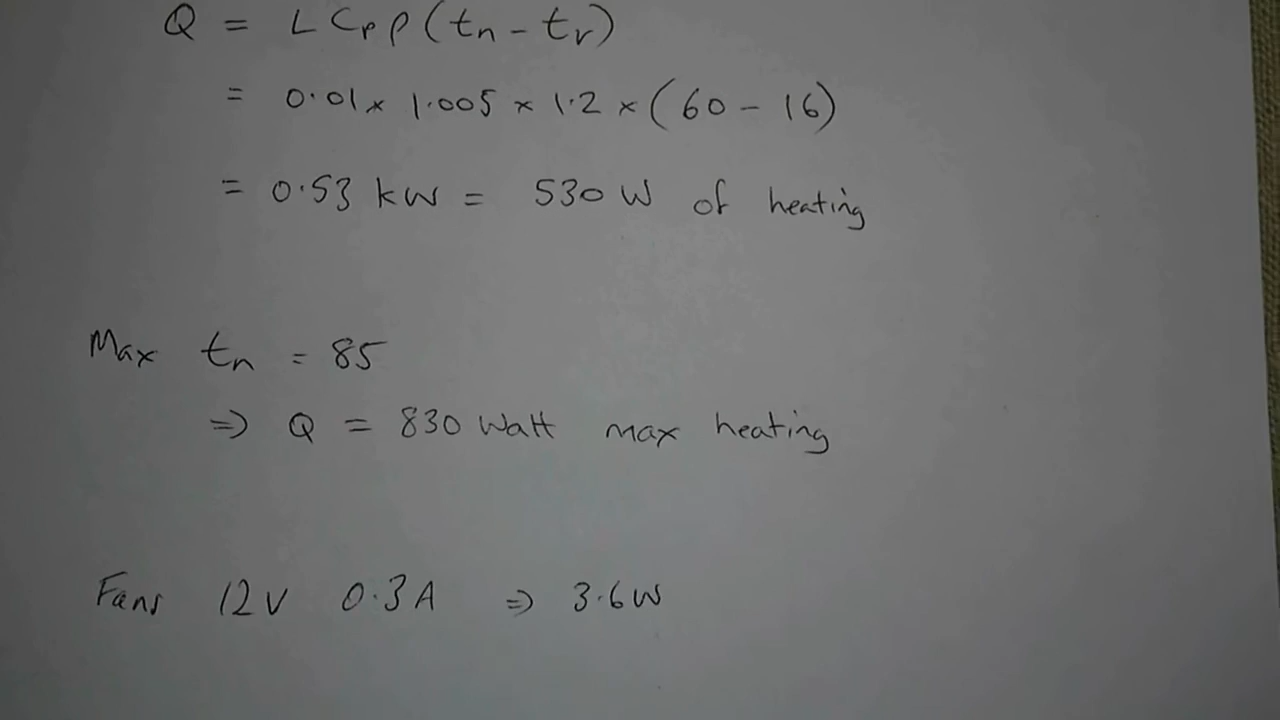 Q = L Cp ρ (tn - tr)
= 0.01 × 1.005 × 1.2 × (60 - 16)
= 0.53 kW = 530 W of heating
Max tn = 85
⇒ Q = 830 Watt max heating
Fans 12V 0.3A ⇒ 3.6W